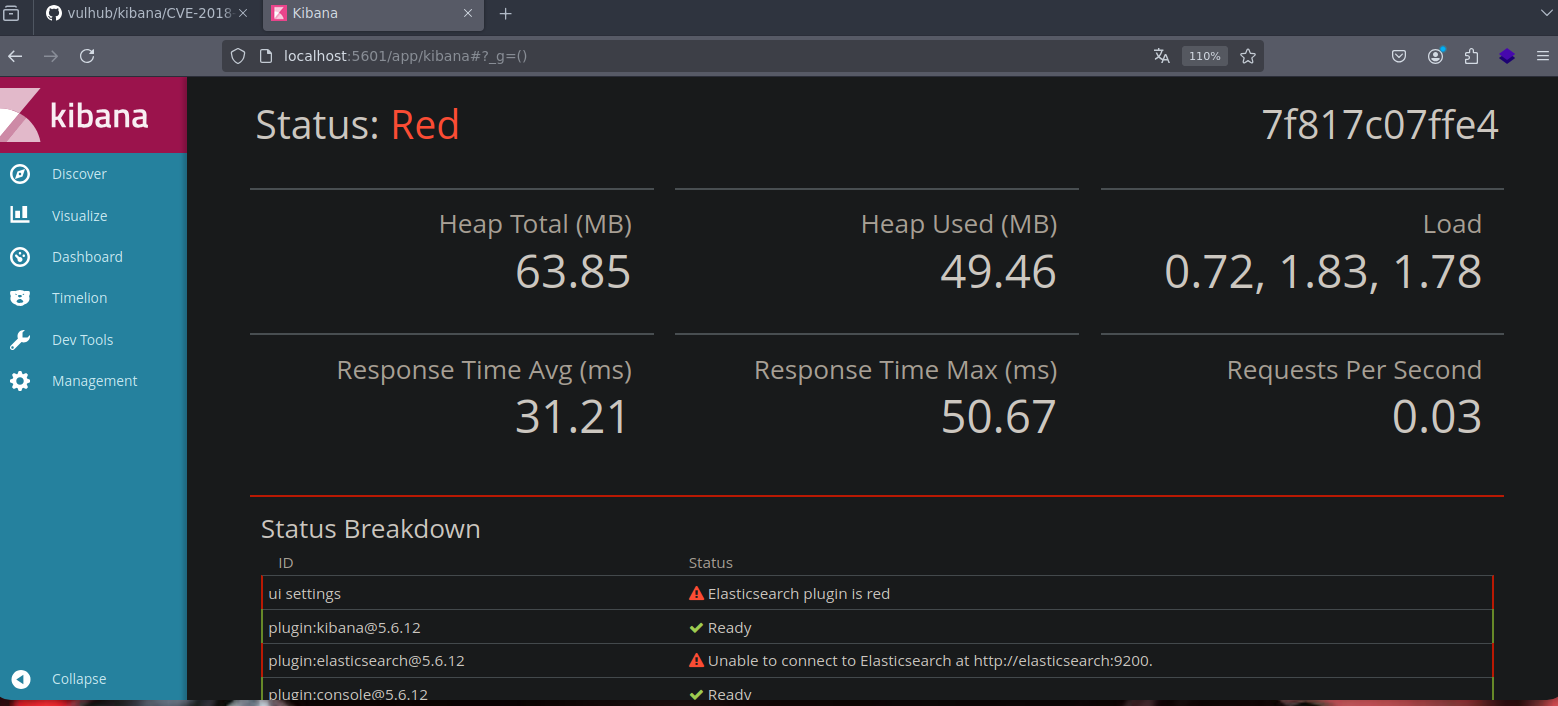 vulhub/kibana/CVE-2018-
Kibana
localhost:5601/app/kibana#?_g=()
110%
kibana
Discover
Visualize
Dashboard
Timelion
Dev Tools
Management
Collapse
Status: Red
7f817c07ffe4
Heap Total (MB)
63.85
Heap Used (MB)
49.46
Load
0.72, 1.83, 1.78
Response Time Avg (ms)
31.21
Response Time Max (ms)
50.67
Requests Per Second
0.03
Status Breakdown
ID Status
ui settings Elasticsearch plugin is red
plugin:kibana@5.6.12 Ready
plugin:elasticsearch@5.6.12 Unable to connect to Elasticsearch at http://elasticsearch:9200.
plugin:console@5.6.12 Ready